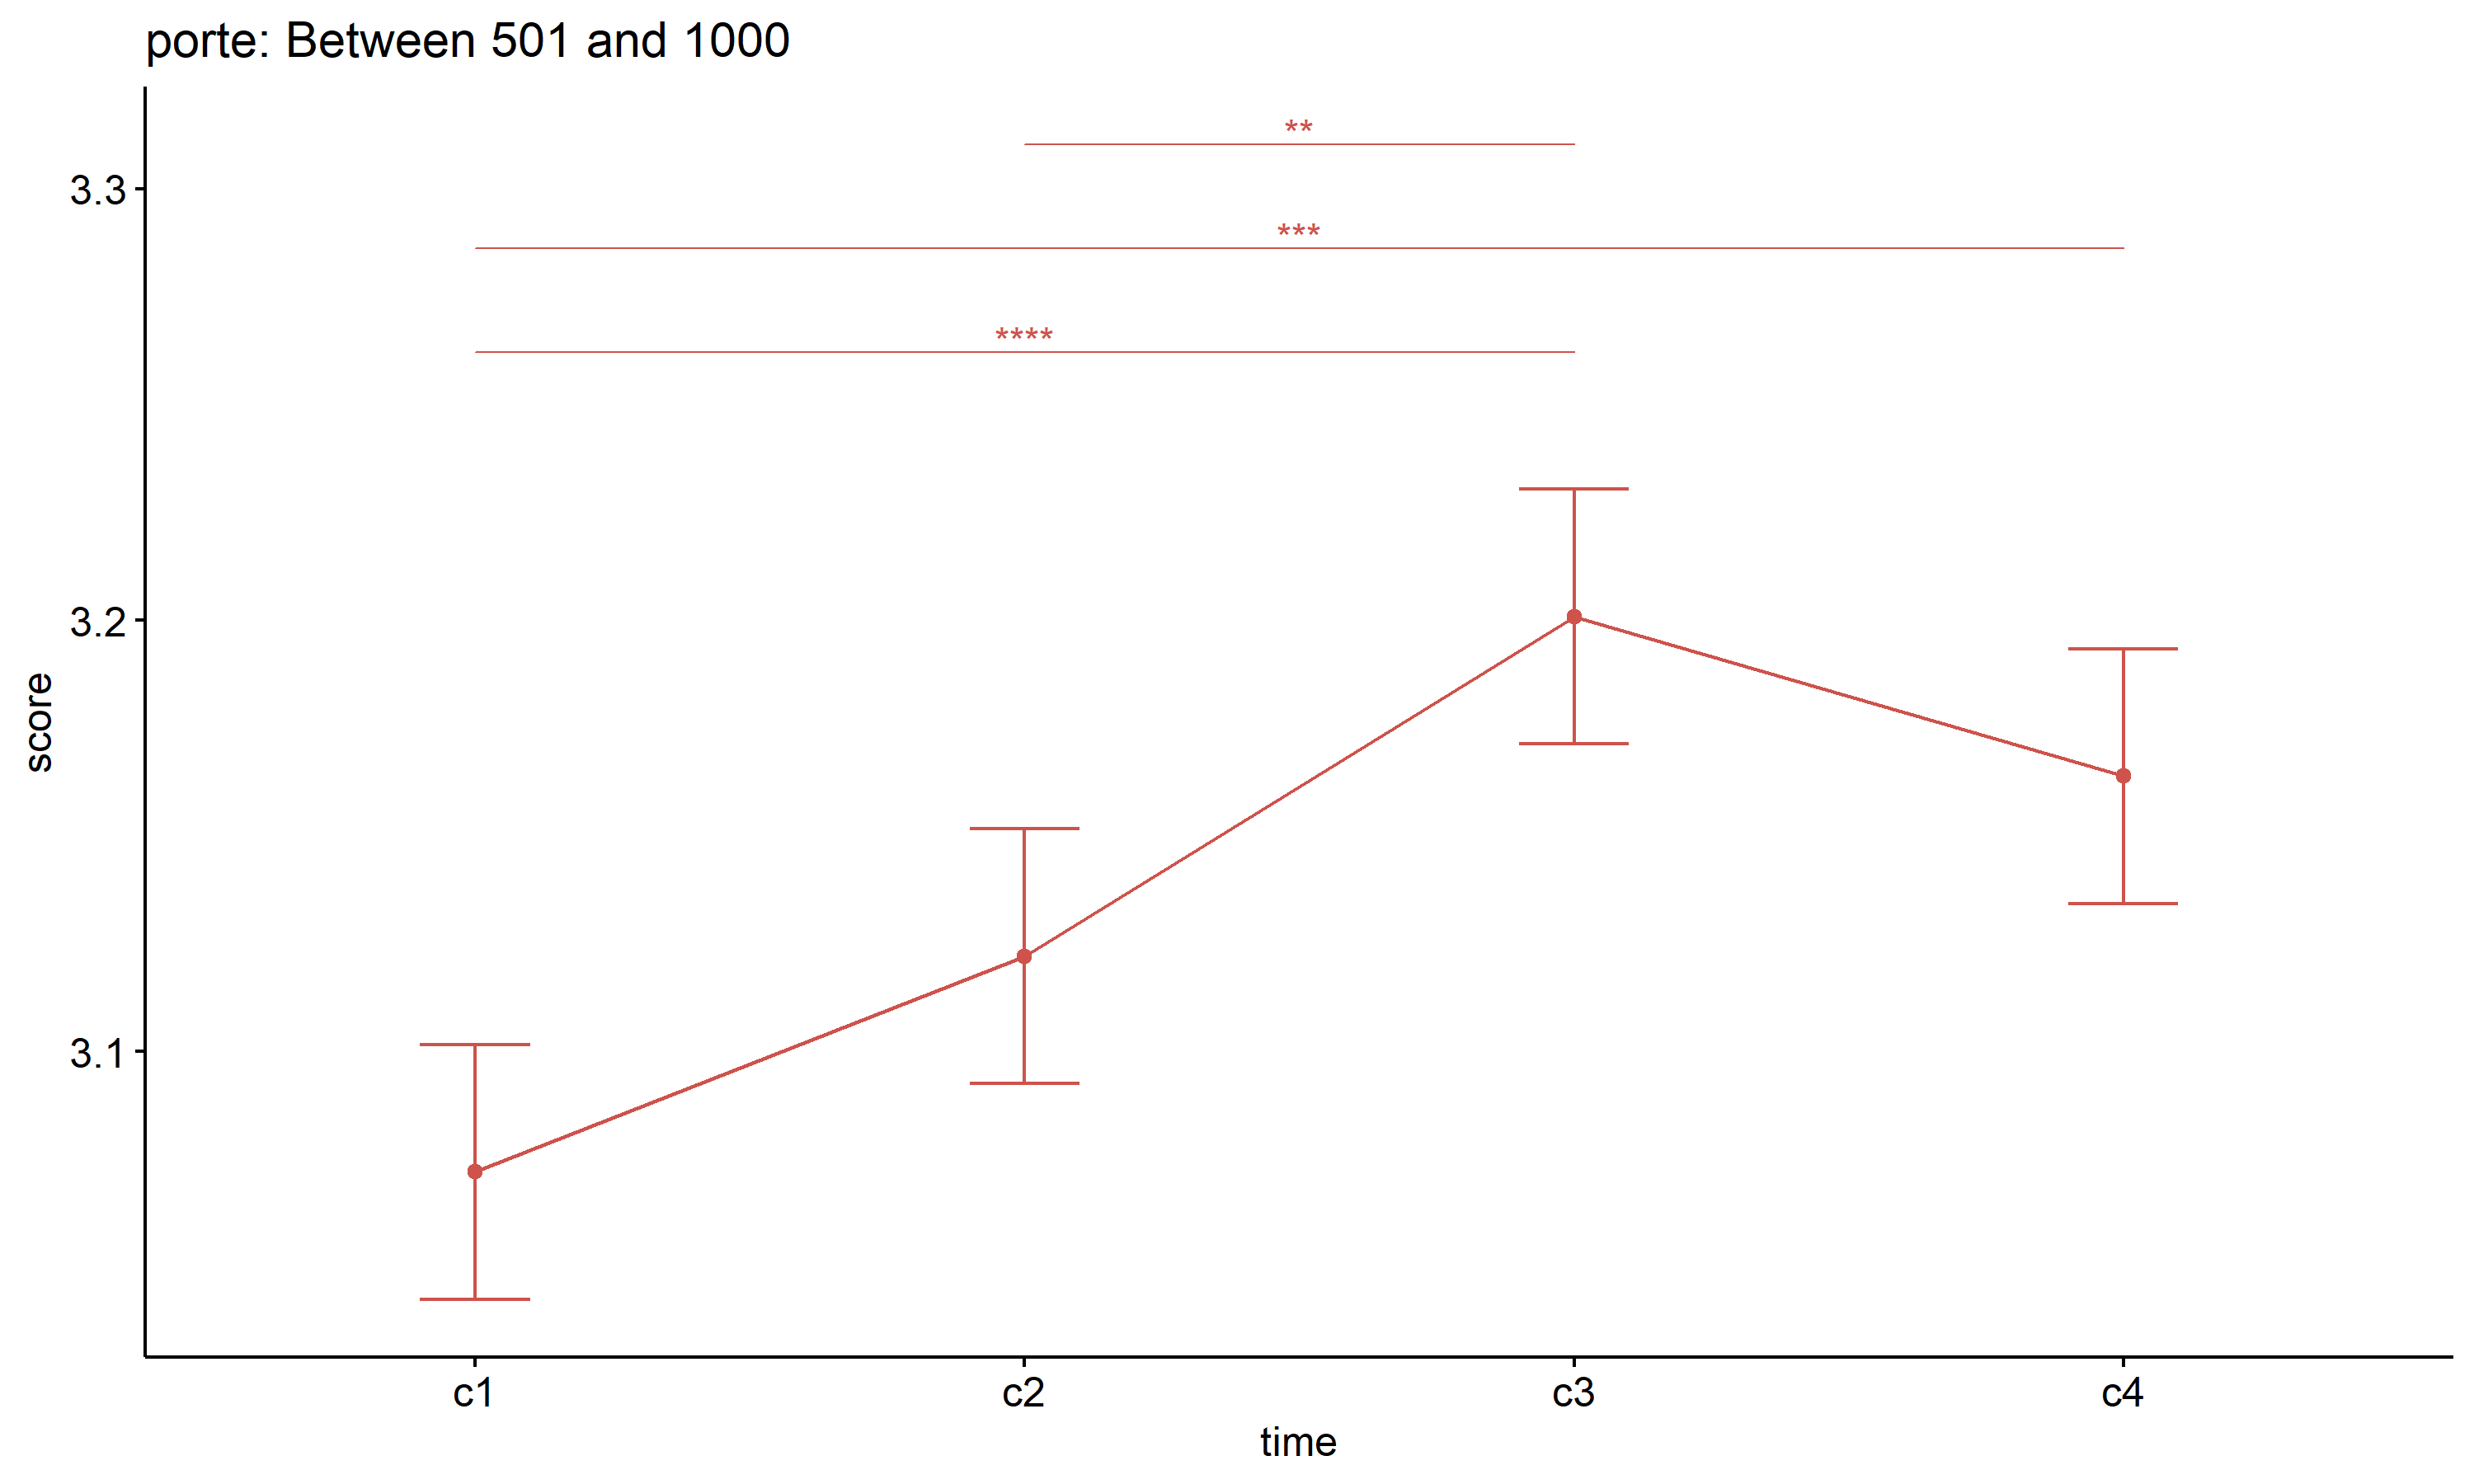 porte: Between 501 and 1000
**
3.3
***
****
3.2
score
3.1
c1 c2 c3 c4
time